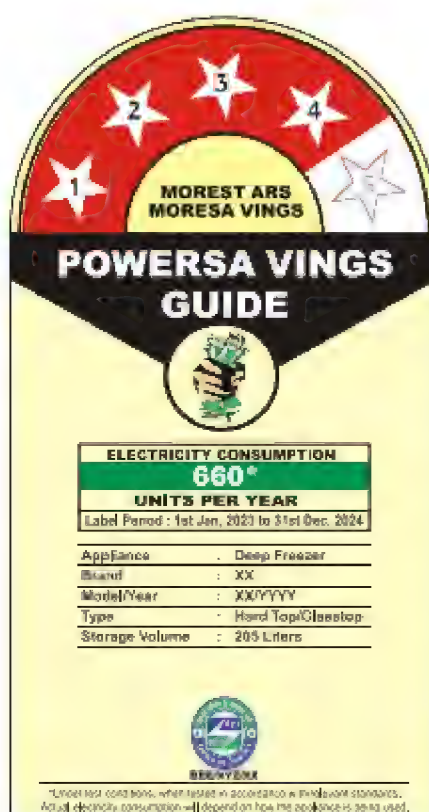 1
2
3
4
5
MOREST ARS
MORESA VINGS
POWERSA VINGS
GUIDE
ELECTRICITY CONSUMPTION
660*
UNITS PER YEAR
Label Period : 1st Jan, 2023 to 31st Dec. 2024
Appliance : Deep Freezer
Brand : XX
Model/Year : XX/YYYY
Type : Hard Top/Glasstop
Storage Volume : 205 Liters
*Under test conditions, when tested in accordance with relevant standards.
Actual electricity consumption will depend on how the appliance is being used.